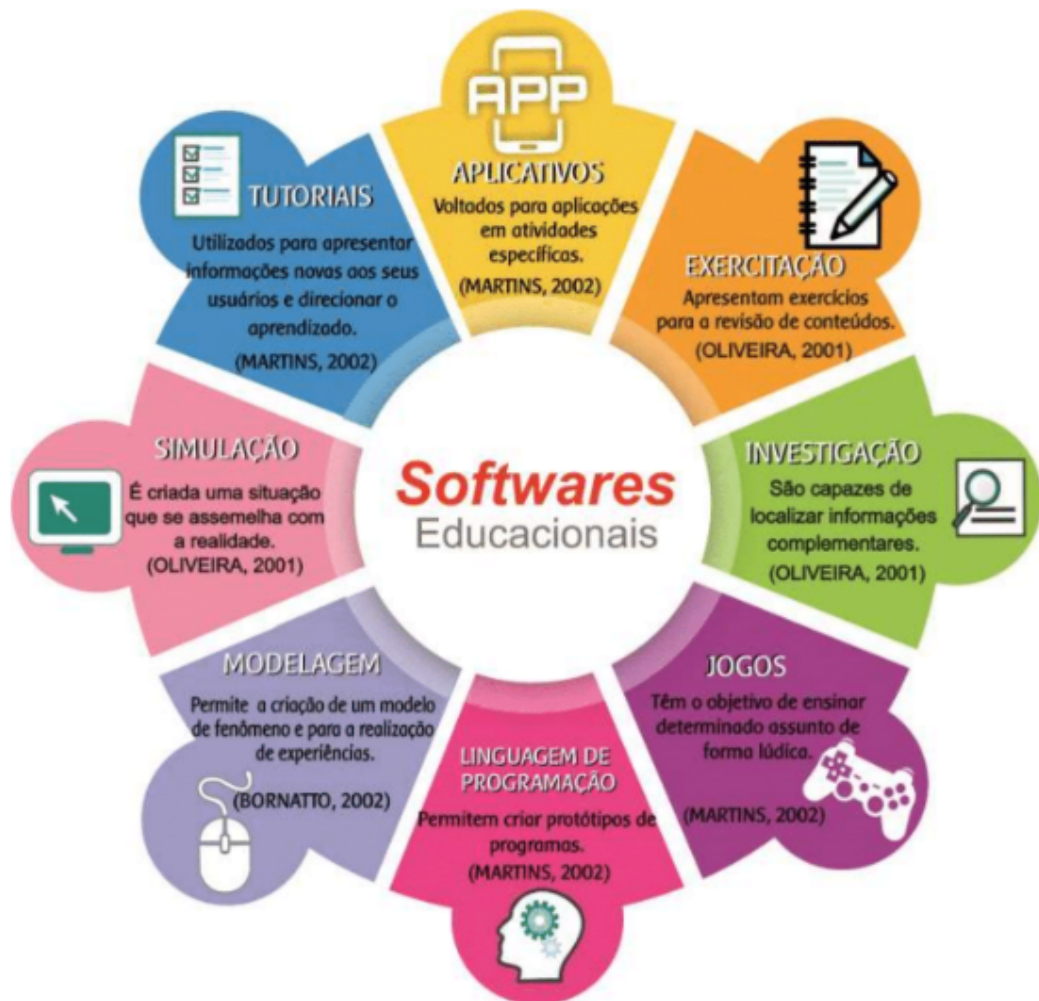 APP
APLICATIVOS
Voltados para aplicações
em atividades
específicas.
(MARTINS, 2002)
EXERCITAÇÃO
Apresentam exercícios
para a revisão de conteúdos.
(OLIVEIRA, 2001)
INVESTIGAÇÃO
São capazes de
localizar informações
complementares.
(OLIVEIRA, 2001)
JOGOS
Têm o objetivo de ensinar
determinado assunto de
forma lúdica.
(MARTINS, 2002)
LINGUAGEM DE
PROGRAMAÇÃO
Permitem criar protótipos de
programas.
(MARTINS, 2002)
MODELAGEM
Permite a criação de um modelo
de fenômeno e para a realização
de experiências.
(BORNATTO, 2002)
SIMULAÇÃO
É criada uma situação
que se assemelha com
a realidade.
(OLIVEIRA, 2001)
TUTORIAIS
Utilizados para apresentar
informações novas aos seus
usuários e direcionar o
aprendizado.
(MARTINS, 2002)
Softwares
Educacionais